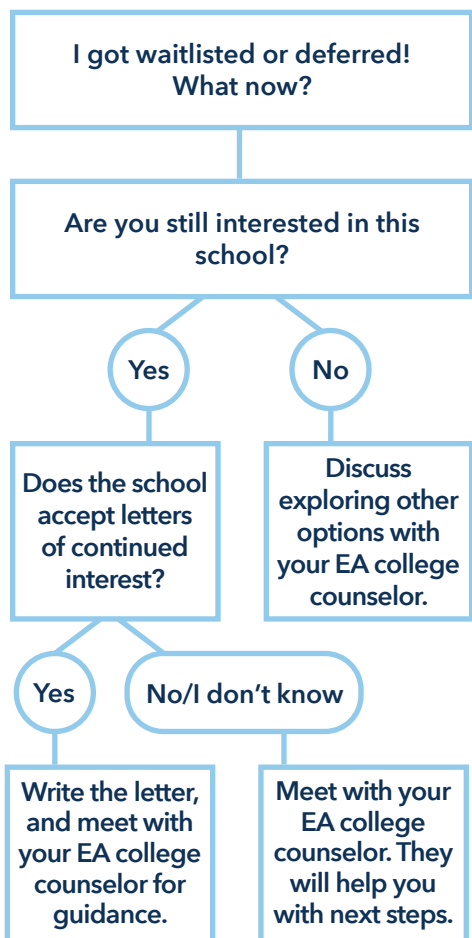 I got waitlisted or deferred!
What now?
Are you still interested in this
school?
Yes
No
Does the school
accept letters
of continued
interest?
Discuss
exploring other
options with
your EA college
counselor.
Yes
No/I don't know
Write the letter,
and meet with
your EA college
counselor for
guidance.
Meet with your
EA college
counselor. They
will help you
with next steps.